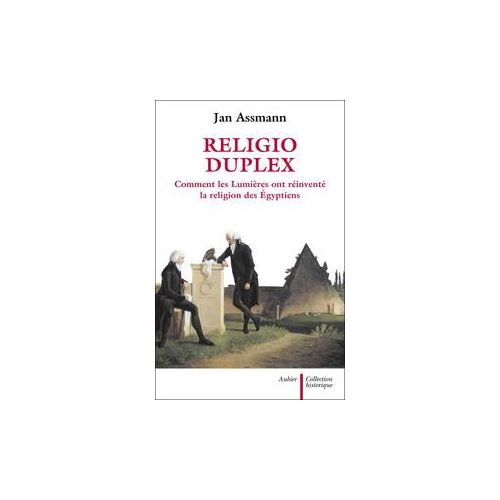 Jan Assmann
RELIGIO
DUPLEX
Comment les Lumières ont réinventé
la religion des Égyptiens
Aubier
Collection
historique